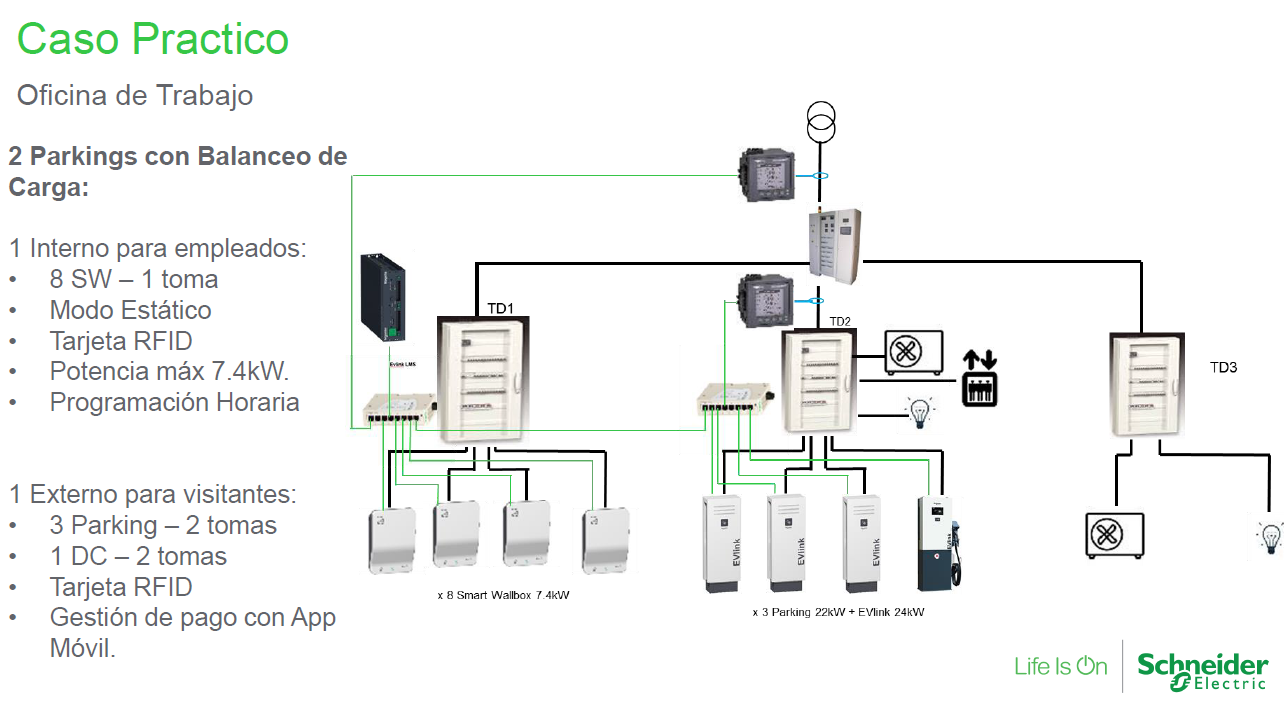 Caso Practico
Oficina de Trabajo
2 Parkings con Balanceo de
Carga:
1 Interno para empleados:
• 8 SW – 1 toma
• Modo Estático
• Tarjeta RFID
• Potencia máx 7.4kW.
• Programación Horaria
1 Externo para visitantes:
• 3 Parking – 2 tomas
• 1 DC – 2 tomas
• Tarjeta RFID
• Gestión de pago con App
Móvil.
TD1
TD2
TD3
Evlink LMS
EVlink
EVlink
EVlink
EVlink
x 8 Smart Wallbox 7.4kW
x 3 Parking 22kW + EVlink 24kW
Life Is On
Schneider
Electric